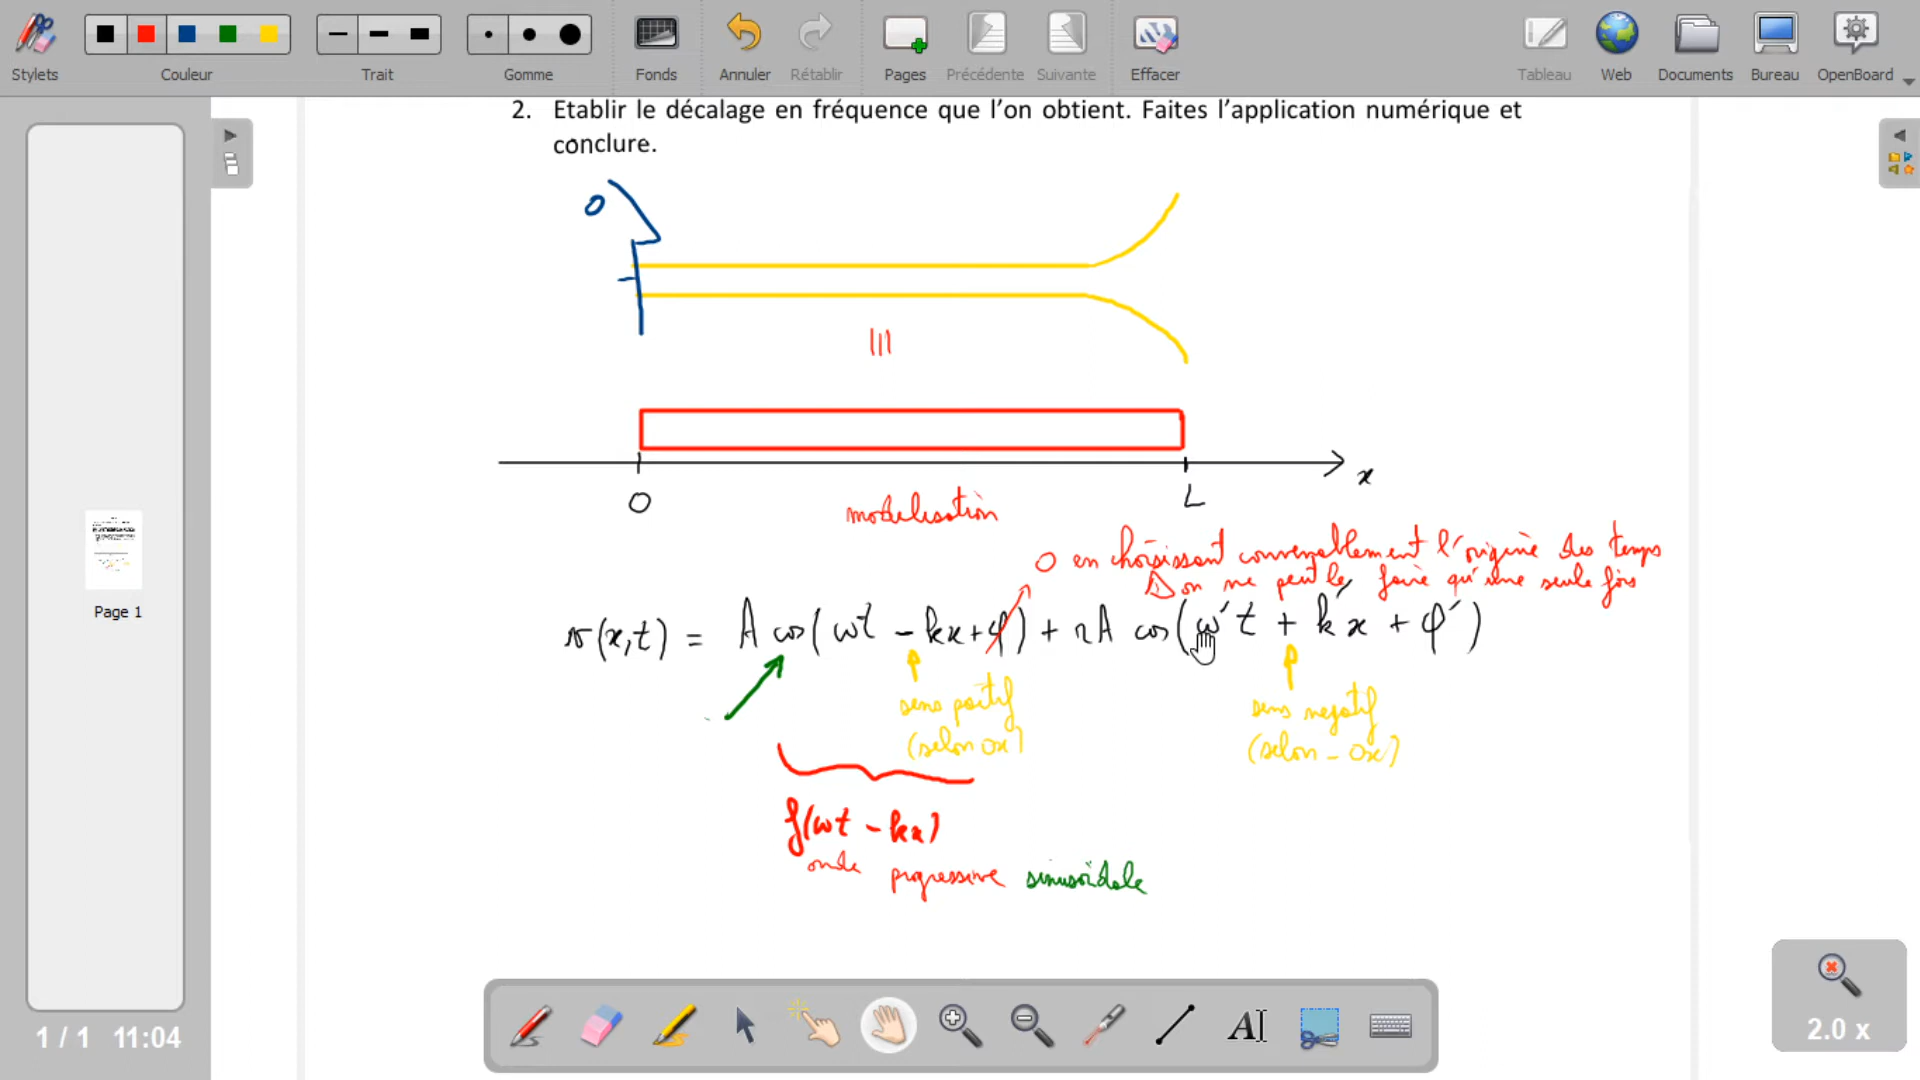 Stylets Couleur Trait Gomme Fonds Annuler Rétablir Pages Précédente Suivante Effacer Tableau Web Documents Bureau OpenBoard
2. Etablir le décalage en fréquence que l'on obtient. Faites l'application numérique et
conclure.
O
III
x
O L
modelisation
O en choisissant convenablement l'origine des temps
⚠ on ne peut le faire qu'une seule fois
v(x,t) = A cos(ωt - kx + φ) + rA cos(ω't + k'x + φ')
sens positif
(selon Ox)
sens negatif
(selon - Ox)
f(ωt - kx)
onde progressive sinusoïdale
Page 1
1 / 1 11:04
2.0 x